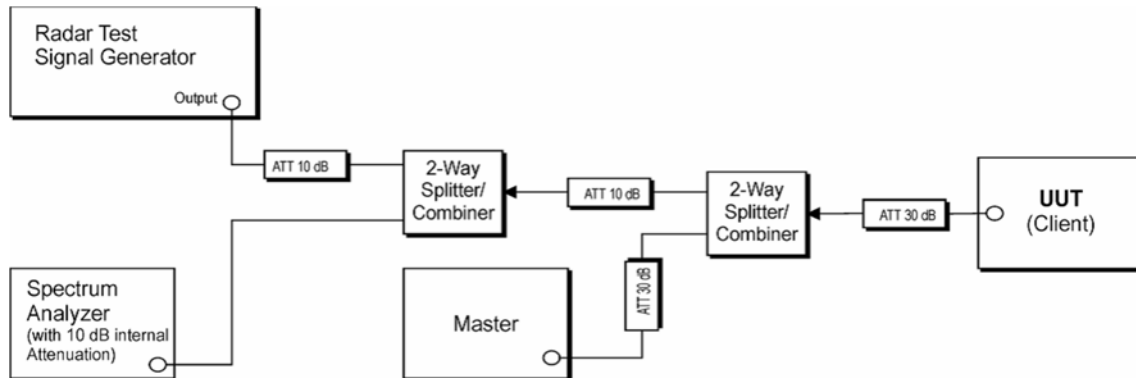 Radar Test
Signal Generator
Output
ATT 10 dB
2-Way
Splitter/
Combiner
ATT 10 dB
2-Way
Splitter/
Combiner
ATT 30 dB
UUT
(Client)
Spectrum
Analyzer
(with 10 dB internal
Attenuation)
Master
ATT 30 dB